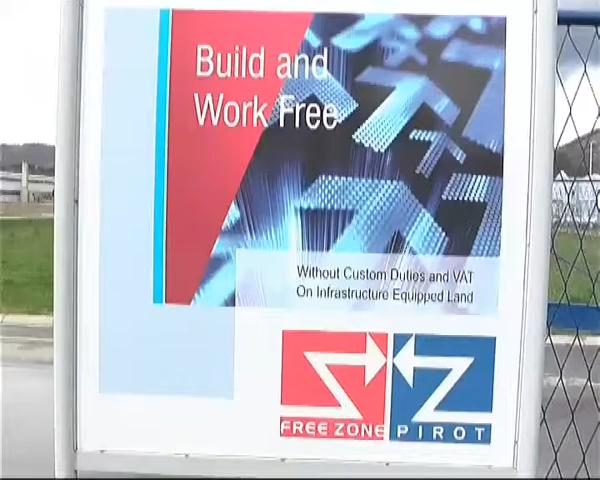 Build and
Work Free
Without Custom Duties and VAT
On Infrastructure Equipped Land
FREE ZONE PIROT